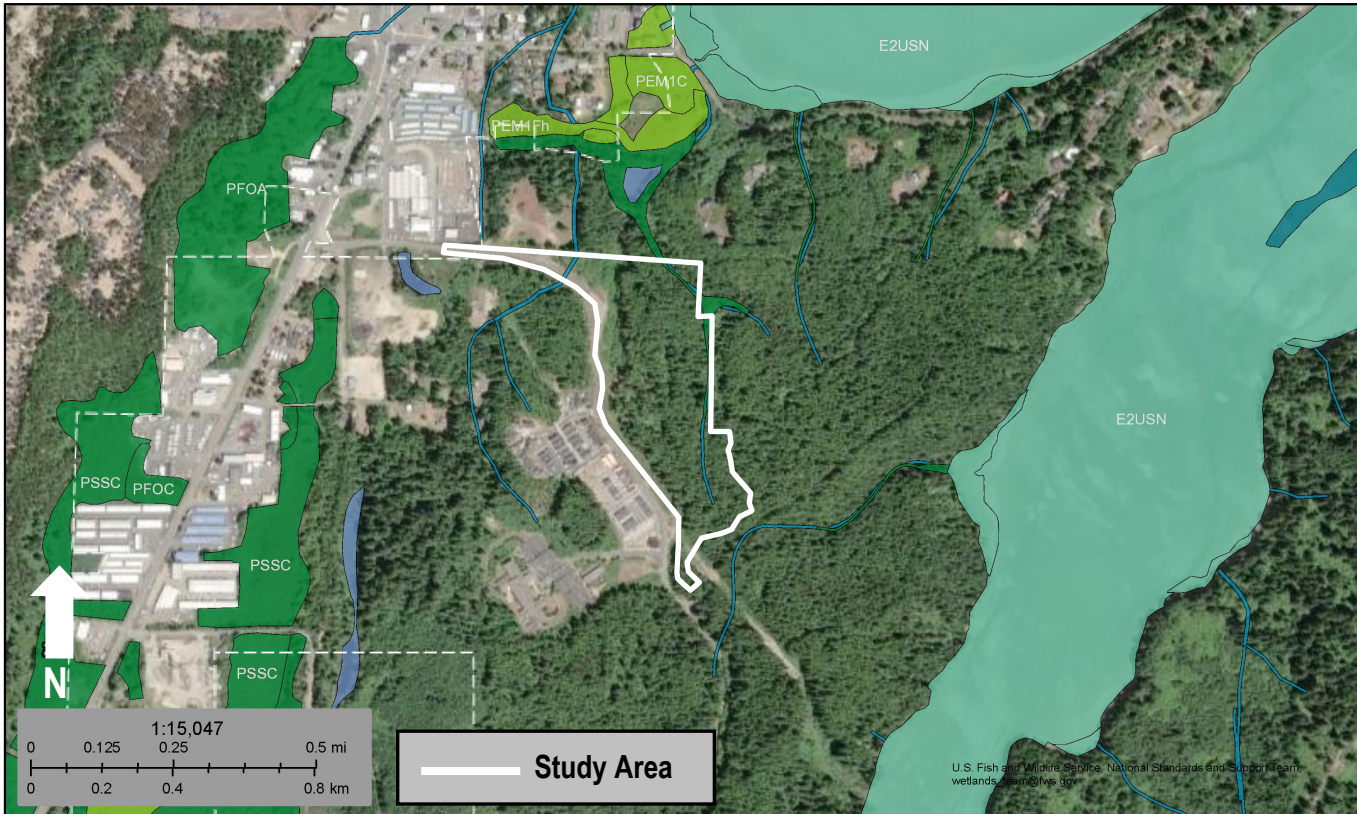 E2USN
PEM1C
PEM1Fh
PFOA
E2USN
PSSC
PFOC
PSSC
PSSC
N
1:15,047
0 0.125 0.25 0.5 mi
0 0.2 0.4 0.8 km
Study Area
U.S. Fish and Wildlife Service, National Standards and Support Team,
wetlands_team@fws.gov